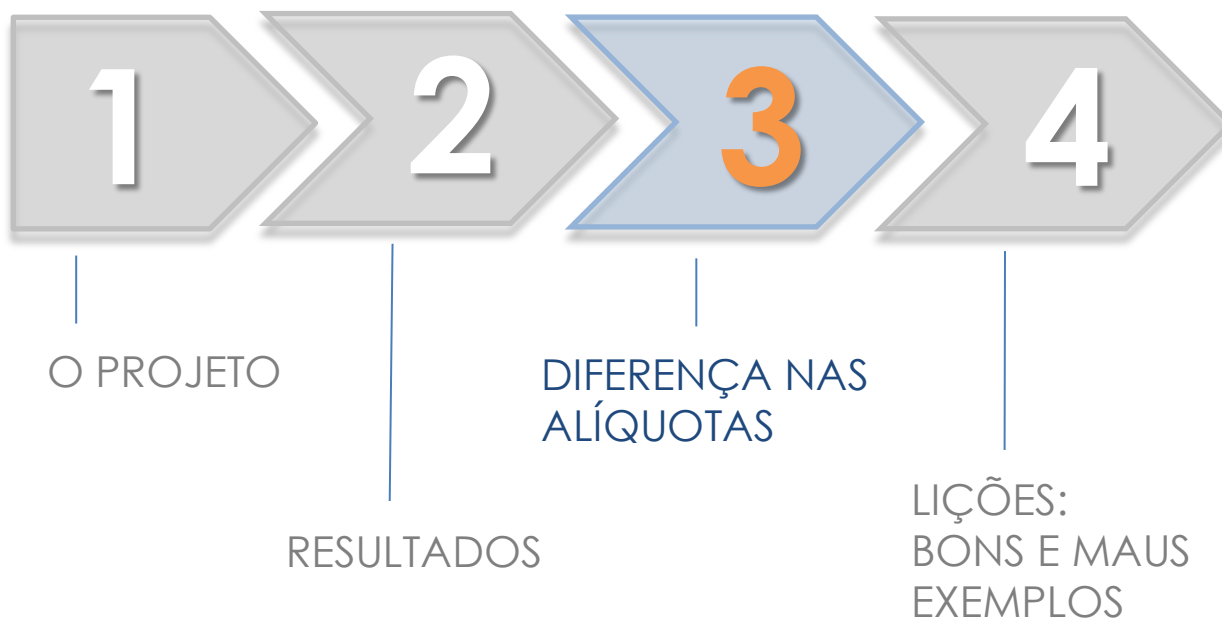 1
2
3
4
O PROJETO
RESULTADOS
DIFERENÇA NAS
ALÍQUOTAS
LIÇÕES:
BONS E MAUS
EXEMPLOS